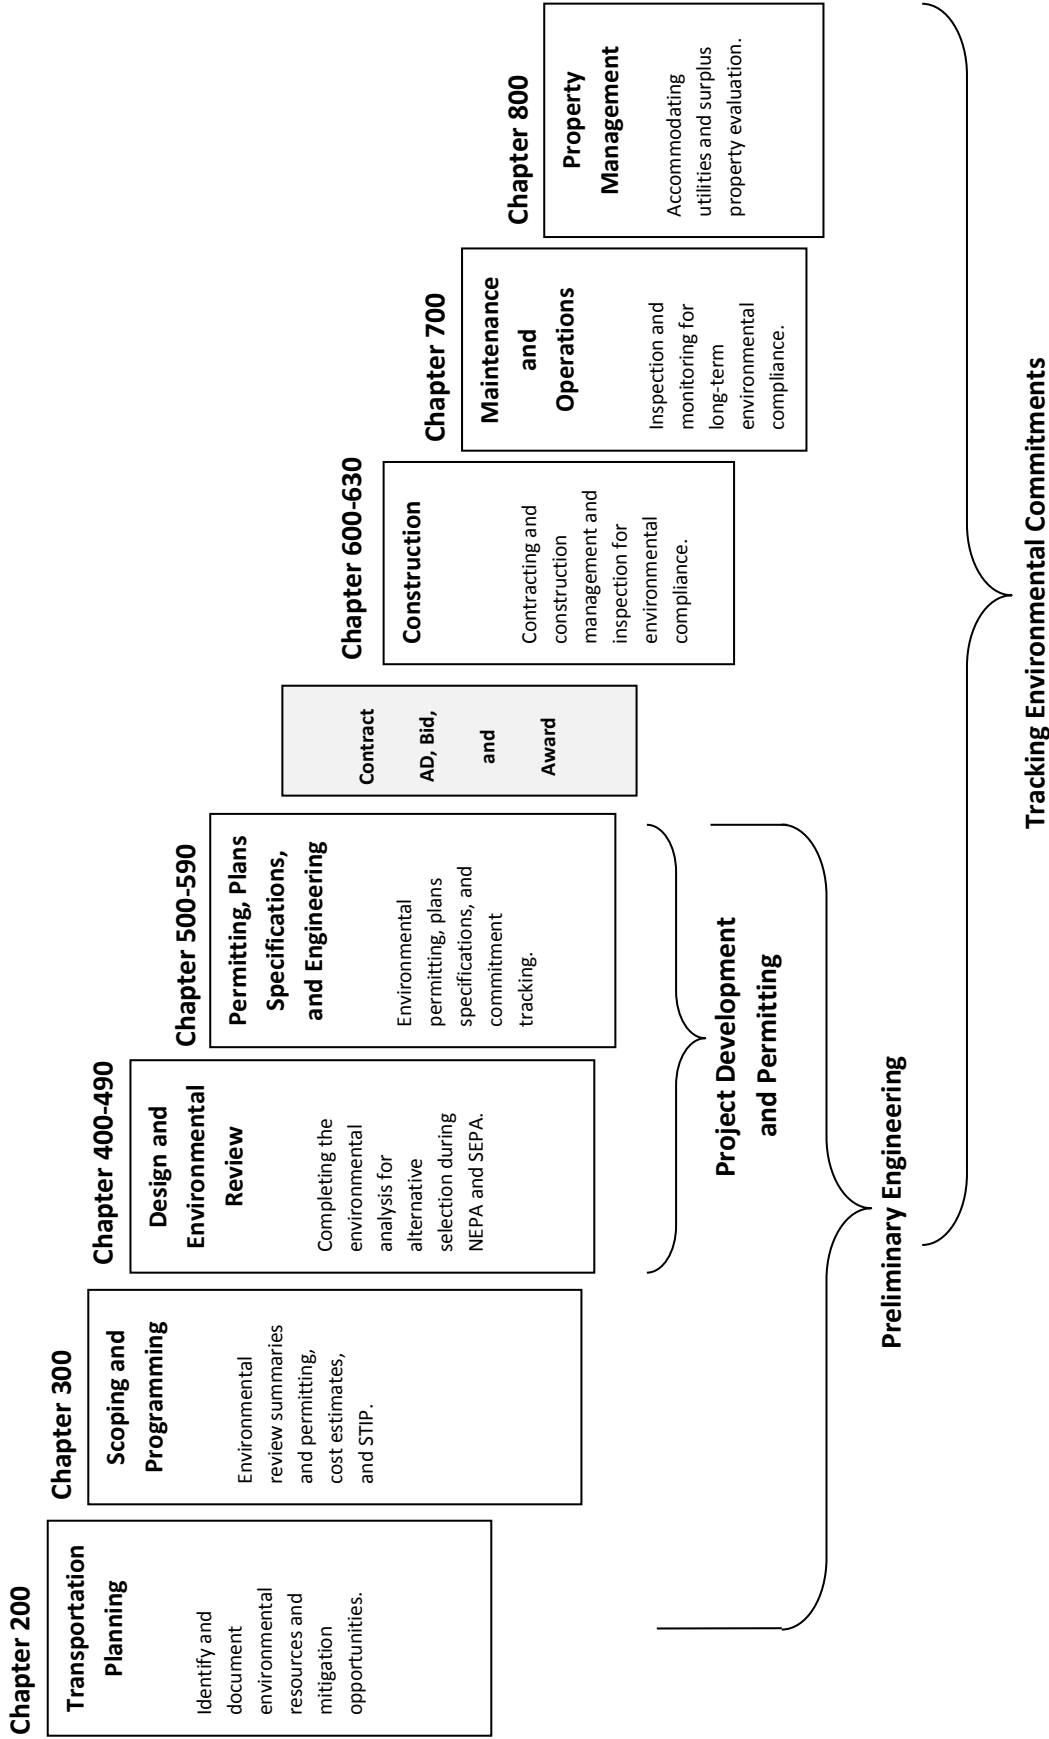 Chapter 200
Transportation
Planning
Identify and
document
environmental
resources and
mitigation
opportunities.
Chapter 300
Scoping and
Programming
Environmental
review summaries
and permitting,
cost estimates,
and STIP.
Chapter 400-490
Design and
Environmental
Review
Completing the
environmental
analysis for
alternative
selection during
NEPA and SEPA.
Chapter 500-590
Permitting, Plans
Specifications,
and Engineering
Environmental
permitting, plans
specifications, and
commitment
tracking.
Contract
AD, Bid,
and
Award
Chapter 600-630
Construction
Contracting and
construction
management and
inspection for
environmental
compliance.
Chapter 700
Maintenance
and
Operations
Inspection and
monitoring for
long-term
environmental
compliance.
Chapter 800
Property
Management
Accommodating
utilities and surplus
property evaluation.
Project Development
and Permitting
Preliminary Engineering
Tracking Environmental Commitments